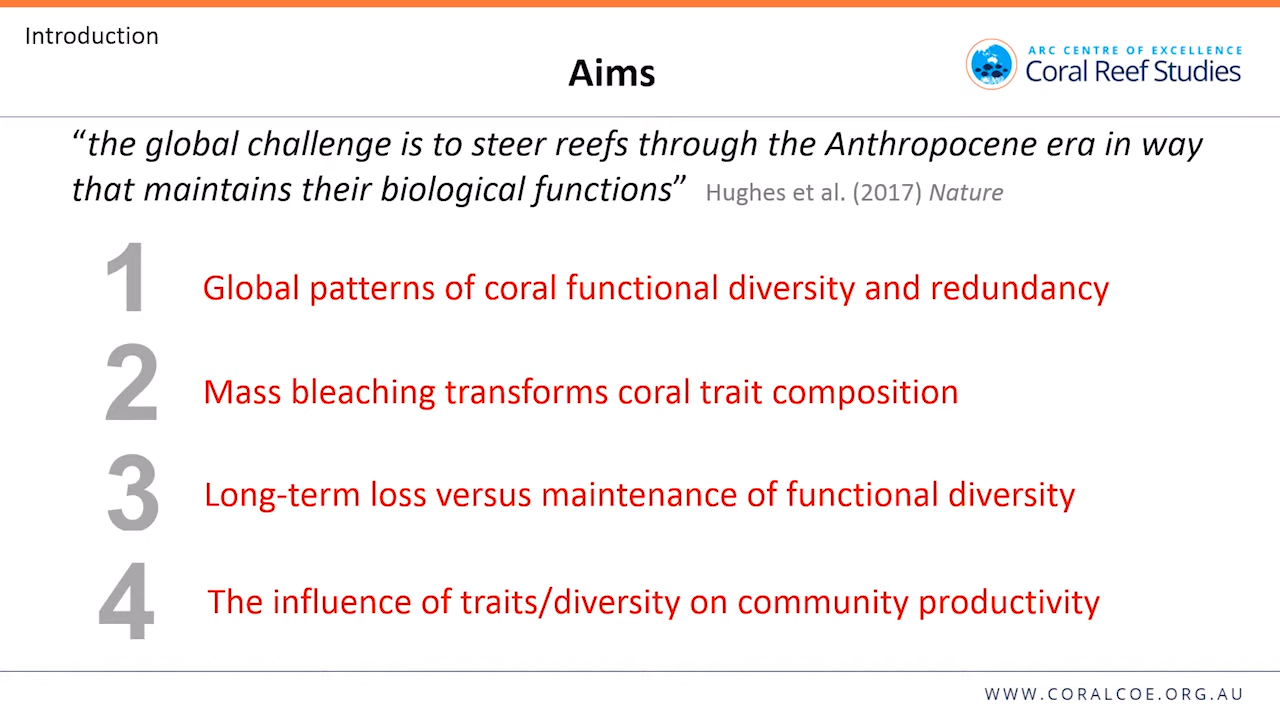 Introduction
Aims
ARC CENTRE OF EXCELLENCE
Coral Reef Studies
“the global challenge is to steer reefs through the Anthropocene era in way
that maintains their biological functions” Hughes et al. (2017) Nature
1 Global patterns of coral functional diversity and redundancy
2 Mass bleaching transforms coral trait composition
3 Long-term loss versus maintenance of functional diversity
4 The influence of traits/diversity on community productivity
WWW.CORALCOE.ORG.AU